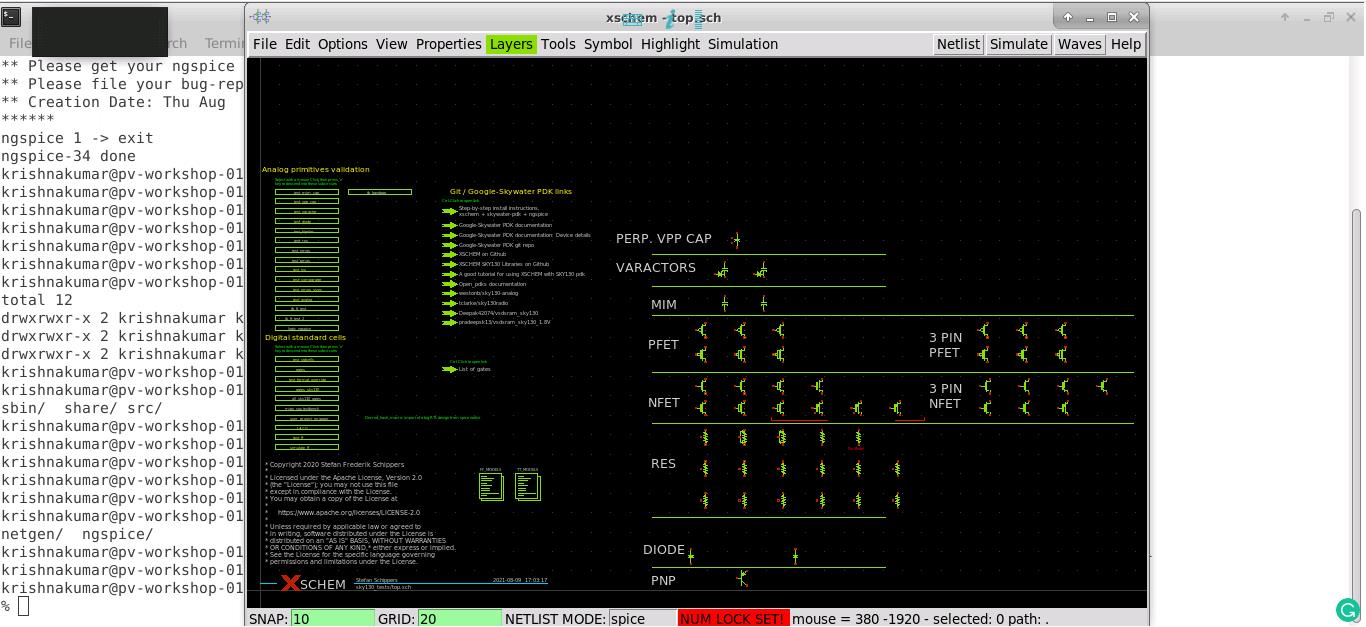 xschem - top.sch
File
rch Termin
File Edit Options View Properties Layers Tools Symbol Highlight Simulation Netlist Simulate Waves Help
** Please get your ngspice
** Please file your bug-rep
** Creation Date: Thu Aug
******
ngspice 1 -> exit
ngspice-34 done
krishnakumar@pv-workshop-01
krishnakumar@pv-workshop-01
krishnakumar@pv-workshop-01
krishnakumar@pv-workshop-01
krishnakumar@pv-workshop-01
krishnakumar@pv-workshop-01
krishnakumar@pv-workshop-01
total 12
drwxrwxr-x 2 krishnakumar k
drwxrwxr-x 2 krishnakumar k
drwxrwxr-x 2 krishnakumar k
krishnakumar@pv-workshop-01
krishnakumar@pv-workshop-01
sbin/ share/ src/
krishnakumar@pv-workshop-01
krishnakumar@pv-workshop-01
krishnakumar@pv-workshop-01
krishnakumar@pv-workshop-01
krishnakumar@pv-workshop-01
krishnakumar@pv-workshop-01
netgen/ ngspice/
krishnakumar@pv-workshop-01
krishnakumar@pv-workshop-01
krishnakumar@pv-workshop-01
%
Analog primitives validation
Digital standard cells
Git / Google-Skywater PDK links
Ctrl-Click to open link
Step-by-step install instructions,
xschem + skywater-pdk + ngspice
Google-Skywater PDK documentation
Google-Skywater PDK documentation: Device details
Google-Skywater PDK git repo
XSCHEM on Github
XSCHEM SKY130 Libraries on Github
A good tutorial for using XSCHEM with SKY130 pdk
Open_pdks documentation
westonb/sky130-analog
tclarke/sky130radio
Deepak42074/vsdsram_sky130
pradeepsk13/vsdsram_sky130_1.8V
Ctrl-Click to open link
List of gates
PERP. VPP CAP
VARACTORS
MIM
PFET
3 PIN
PFET
NFET
3 PIN
NFET
RES
DIODE
PNP
* Copyright 2020 Stefan Frederik Schippers
*
* Licensed under the Apache License, Version 2.0
* (the "License"); you may not use this file
* except in compliance with the License.
* You may obtain a copy of the License at
*
* https://www.apache.org/licenses/LICENSE-2.0
*
* Unless required by applicable law or agreed to
* in writing, software distributed under the License is
* distributed on an "AS IS" BASIS, WITHOUT WARRANTIES
* OR CONDITIONS OF ANY KIND,* either express or implied.
* See the License for the specific language governing
* permissions and limitations under the License.
XSCHEM
Stefan Schippers 2021-08-09 17:03:17
sky130_tests/top.sch
SNAP: 10 GRID: 20 NETLIST MODE: spice NUM LOCK SET! mouse = 380 -1920 - selected: 0 path: .